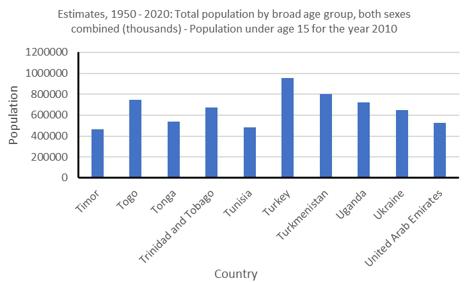 Estimates, 1950 - 2020: Total population by broad age group, both sexes
combined (thousands) - Population under age 15 for the year 2010
Population
1200000
1000000
800000
600000
400000
200000
0
Timor
Togo
Tonga
Trinidad and Tobago
Tunisia
Turkey
Turkmenistan
Uganda
Ukraine
United Arab Emirates
Country